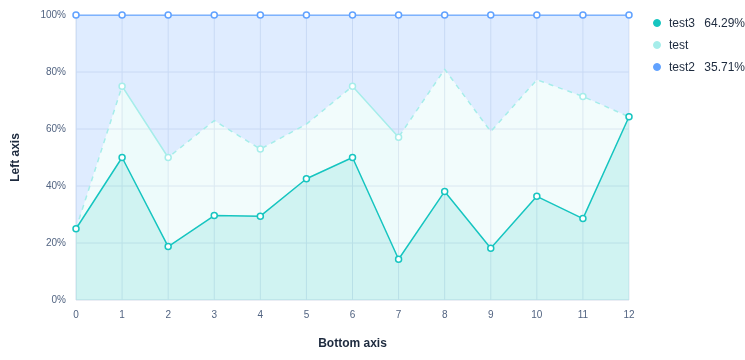 100%
80%
60%
40%
20%
0%
Left axis
0 1 2 3 4 5 6 7 8 9 10 11 12
Bottom axis
test3 64.29%
test
test2 35.71%